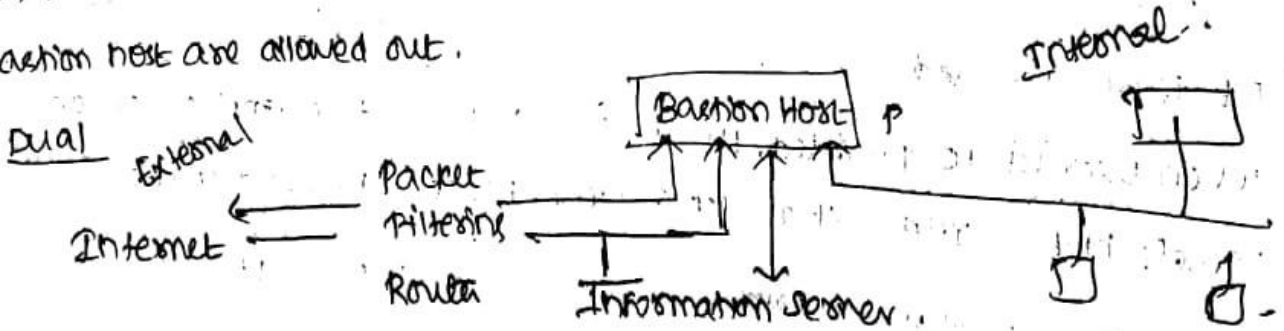 astion host are allowed out.
Internal.
Bastion Host P
Dual
External
Packet
Filtering
Router
Internet
Information server.